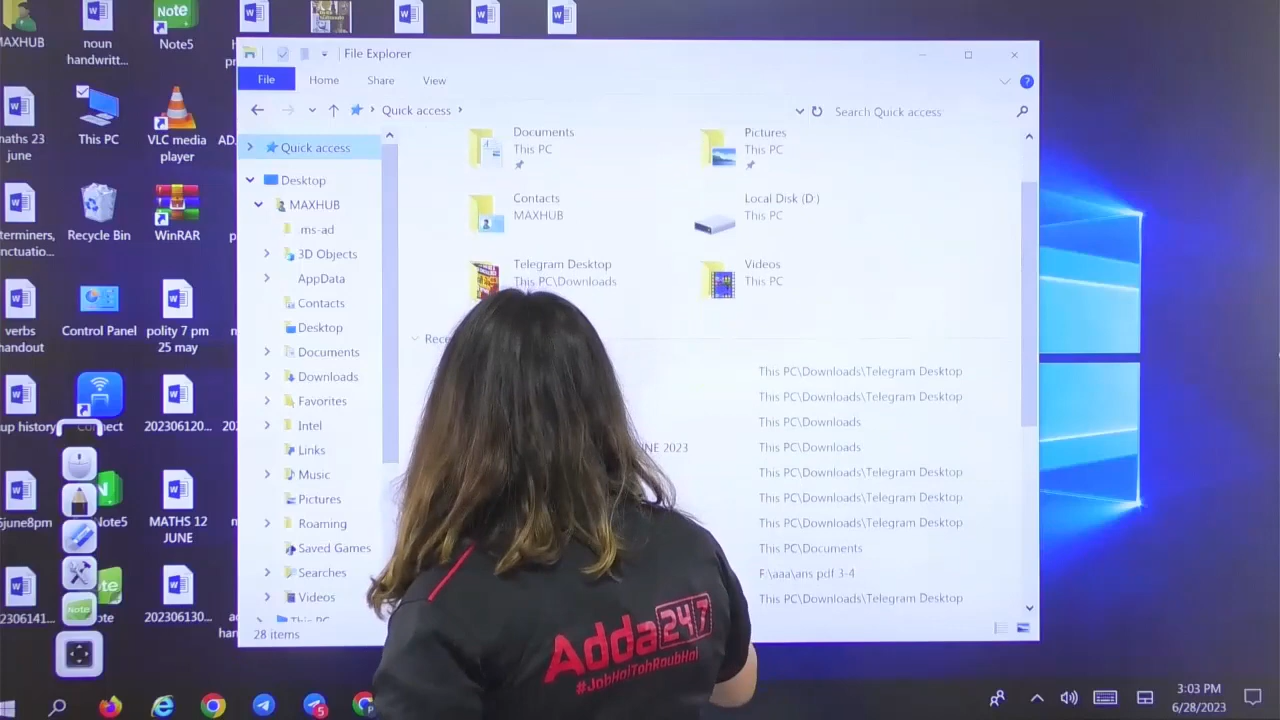 MAXHUB
noun
handwritt...
Note
Note5
File Explorer
File
Home
Share
View
Quick access
Search Quick access
maths 23
june
This PC
VLC media
player
Recycle Bin
WinRAR
verbs
handout
Control Panel
polity 7 pm
25 may
202306120...
MATHS 12
JUNE
202306130...
Note
Quick access
Desktop
MAXHUB
.ms-ad
3D Objects
AppData
Contacts
Desktop
Documents
Downloads
Favorites
Intel
Links
Music
Pictures
Roaming
Saved Games
Searches
Videos
This PC
28 items
Documents
This PC
Pictures
This PC
Contacts
MAXHUB
Local Disk (D:)
This PC
Telegram Desktop
This PC\Downloads
Videos
This PC
This PC\Downloads\Telegram Desktop
This PC\Downloads\Telegram Desktop
This PC\Downloads
2023
This PC\Downloads
This PC\Downloads\Telegram Desktop
This PC\Downloads\Telegram Desktop
This PC\Downloads\Telegram Desktop
This PC\Documents
F:\aaa\ans pdf 3-4
This PC\Downloads\Telegram Desktop
Adda247
#JobHaiTohRaubHai
5
3:03 PM
6/28/2023